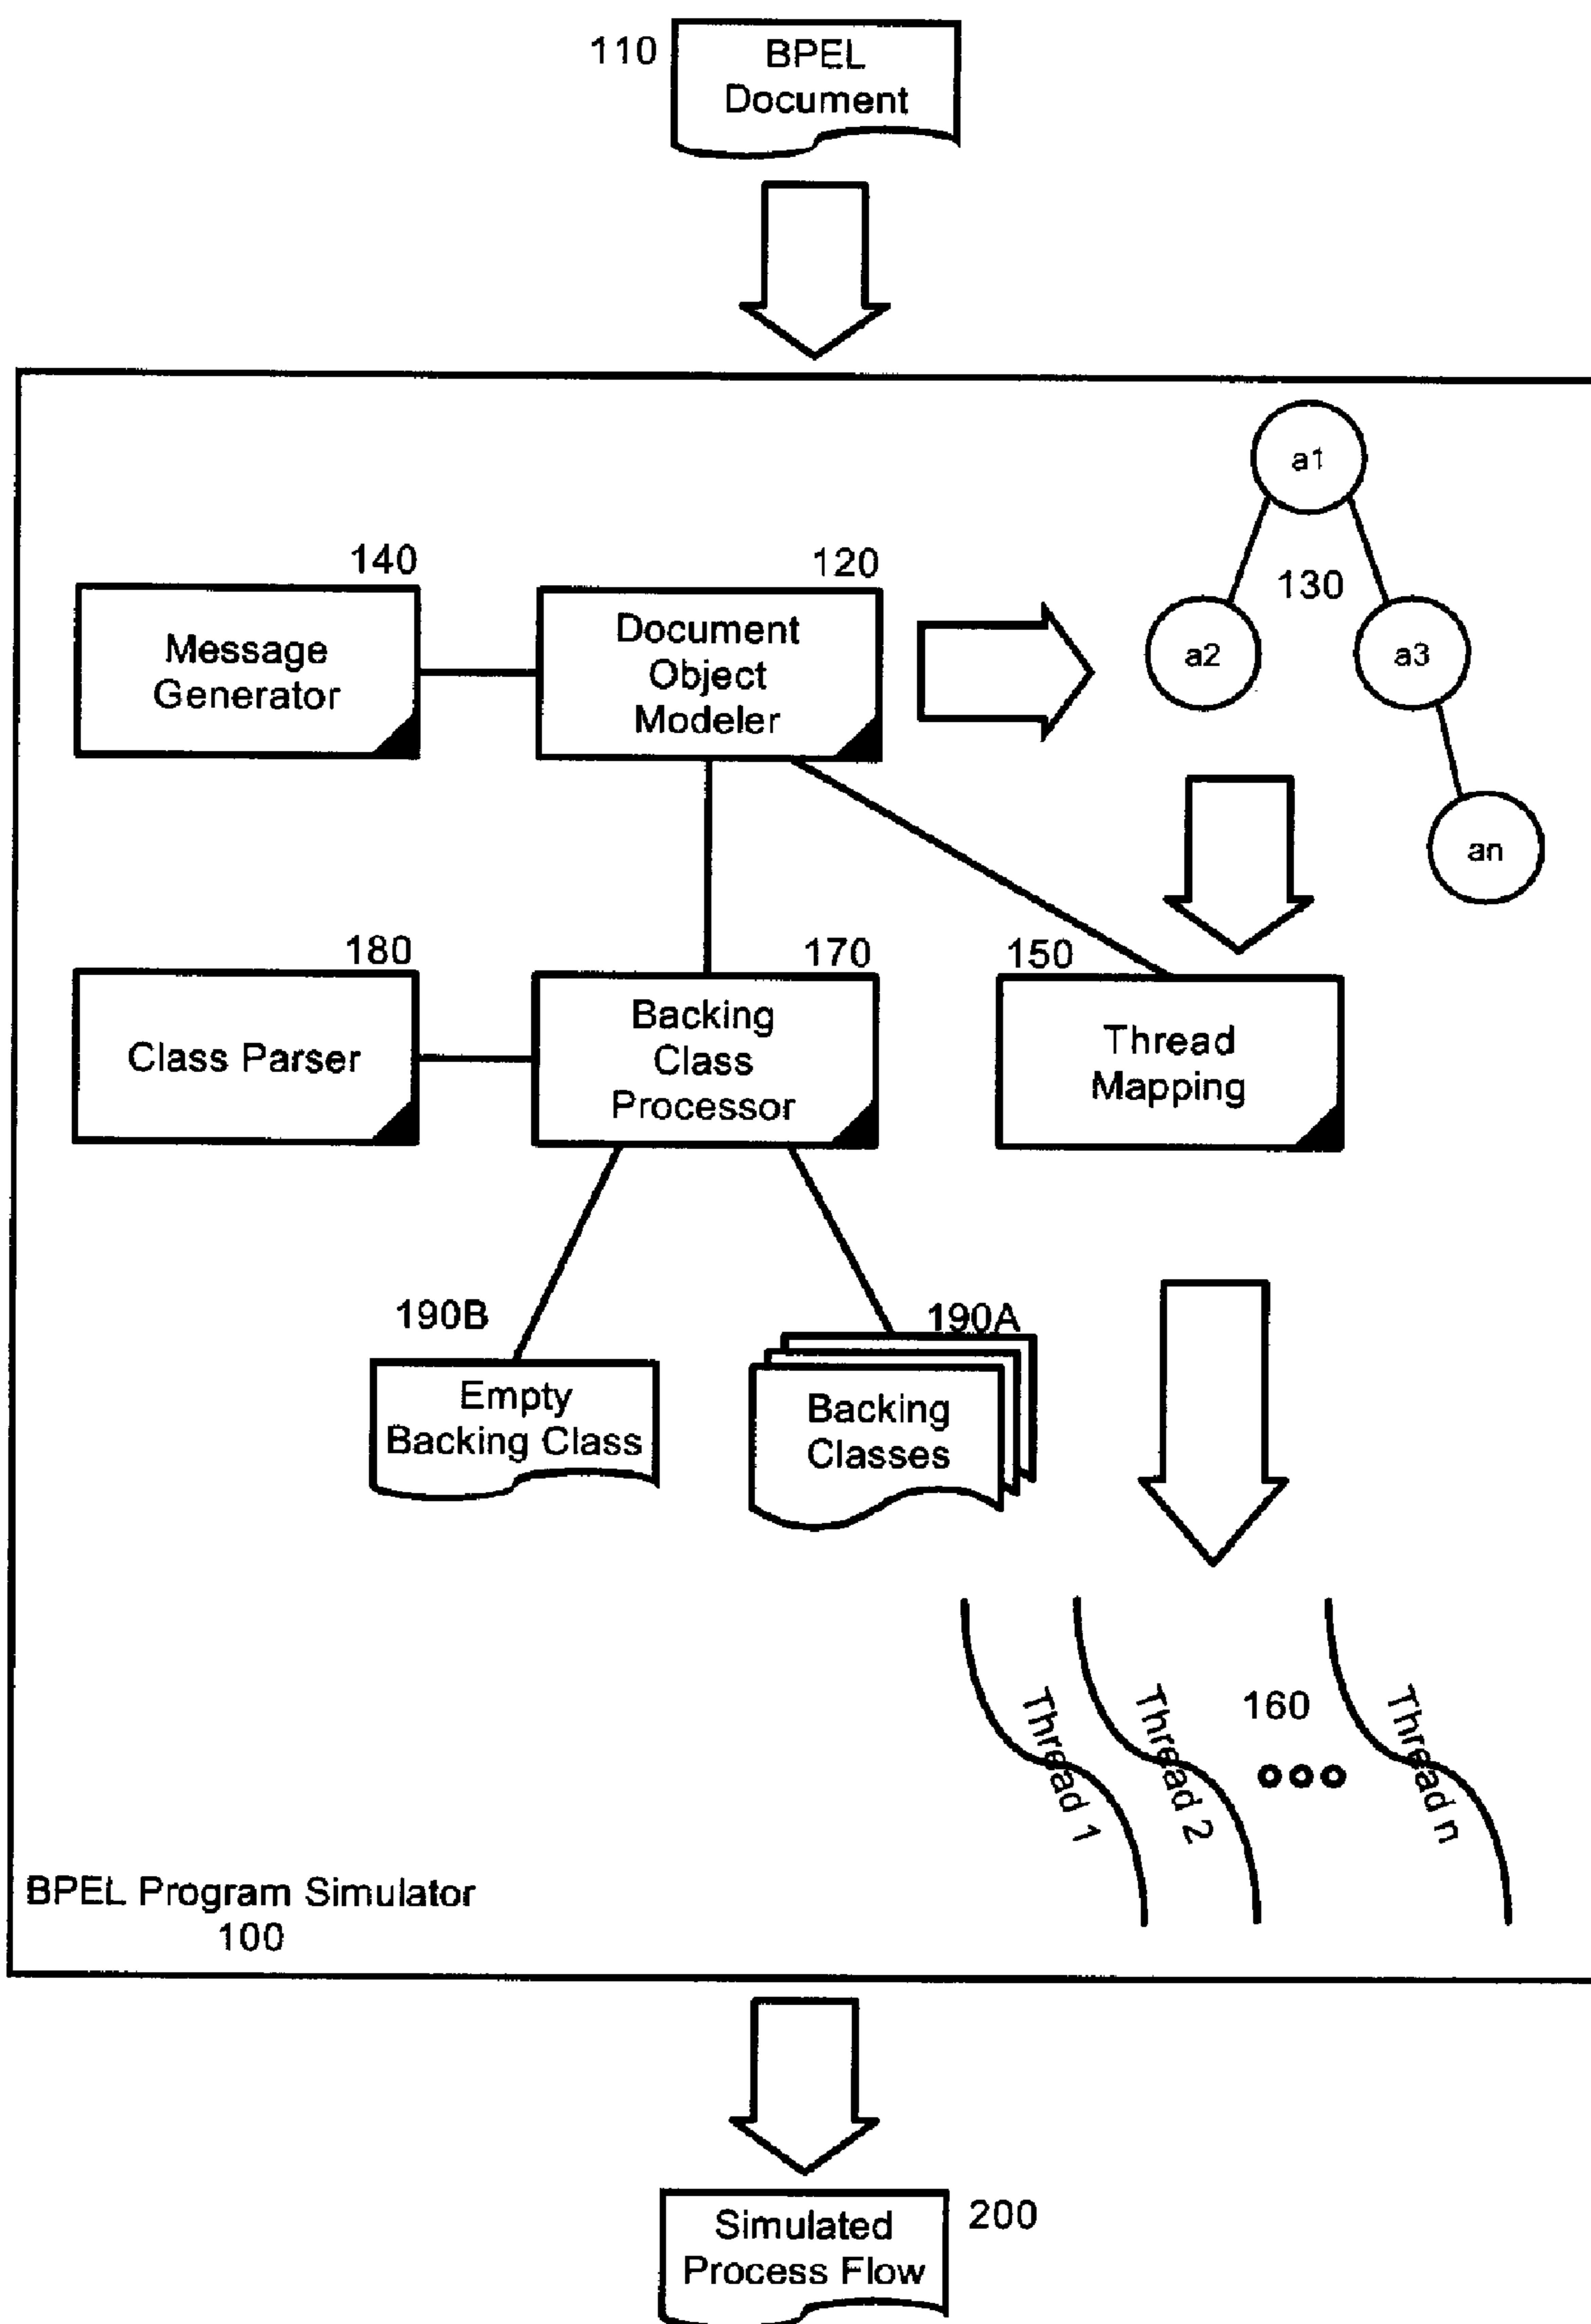 110
BPEL
Document
a1
140
120
130
Message
Generator
Document
Object
Modeler
a2
a3
an
180
170
150
Class Parser
Backing
Class
Processor
Thread
Mapping
190B
190A
Empty
Backing Class
Backing
Classes
160
Thread 1
Thread 2
Thread n
BPEL Program Simulator
100
200
Simulated
Process Flow